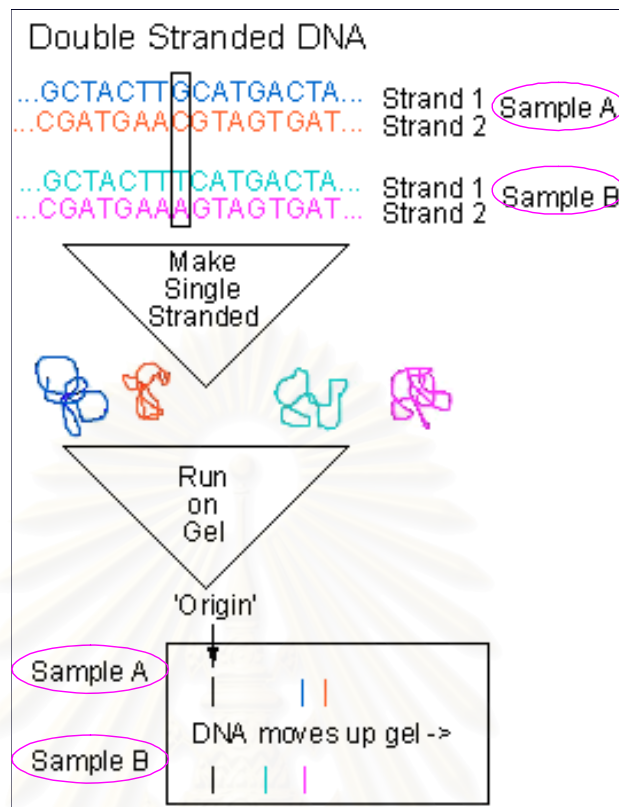 Double Stranded DNA
...GCTACTTGCATGACTA... Strand 1 Sample A
...CGATGAACGTAGTGAT... Strand 2
...GCTACTTTCATGACTA... Strand 1 Sample B
...CGATGAAAGTAGTGAT... Strand 2
Make
Single
Stranded
Run
on
Gel
'Origin'
Sample A
DNA moves up gel ->
Sample B